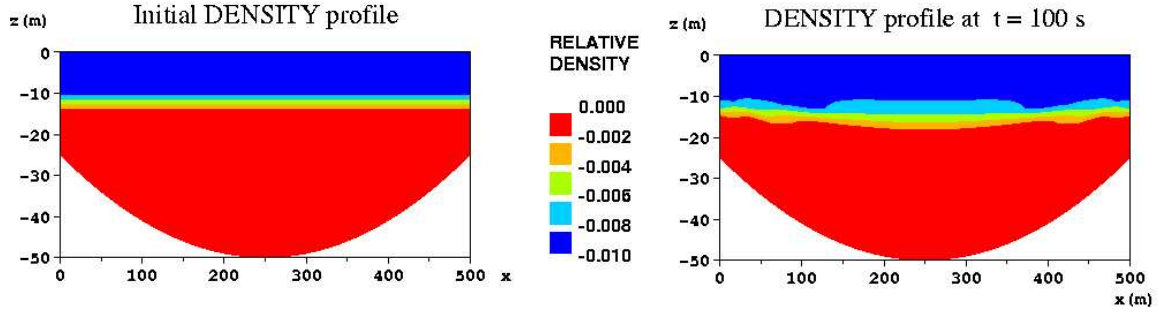 Initial DENSITY profile
z (m)
0
-10
-20
-30
-40
-50
0 100 200 300 400 500 x
RELATIVE
DENSITY
0.000
-0.002
-0.004
-0.006
-0.008
-0.010
DENSITY profile at t = 100 s
z (m)
0
-10
-20
-30
-40
-50
0 100 200 300 400 500
x (m)